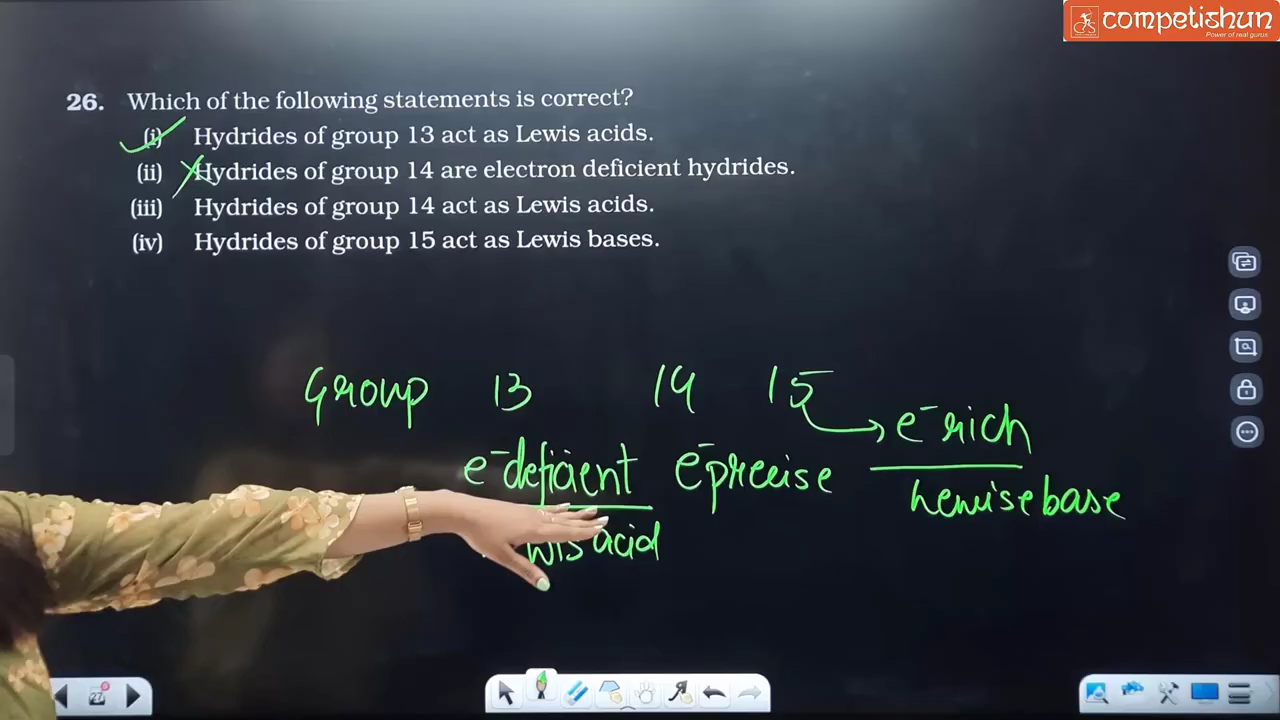 competishun
Power of real gurus
26. Which of the following statements is correct?
(i) Hydrides of group 13 act as Lewis acids.
(ii) Hydrides of group 14 are electron deficient hydrides.
(iii) Hydrides of group 14 act as Lewis acids.
(iv) Hydrides of group 15 act as Lewis bases.
Group 13 14 15
e⁻rich
e⁻deficient e⁻precise
Lewise base
wis acid
27